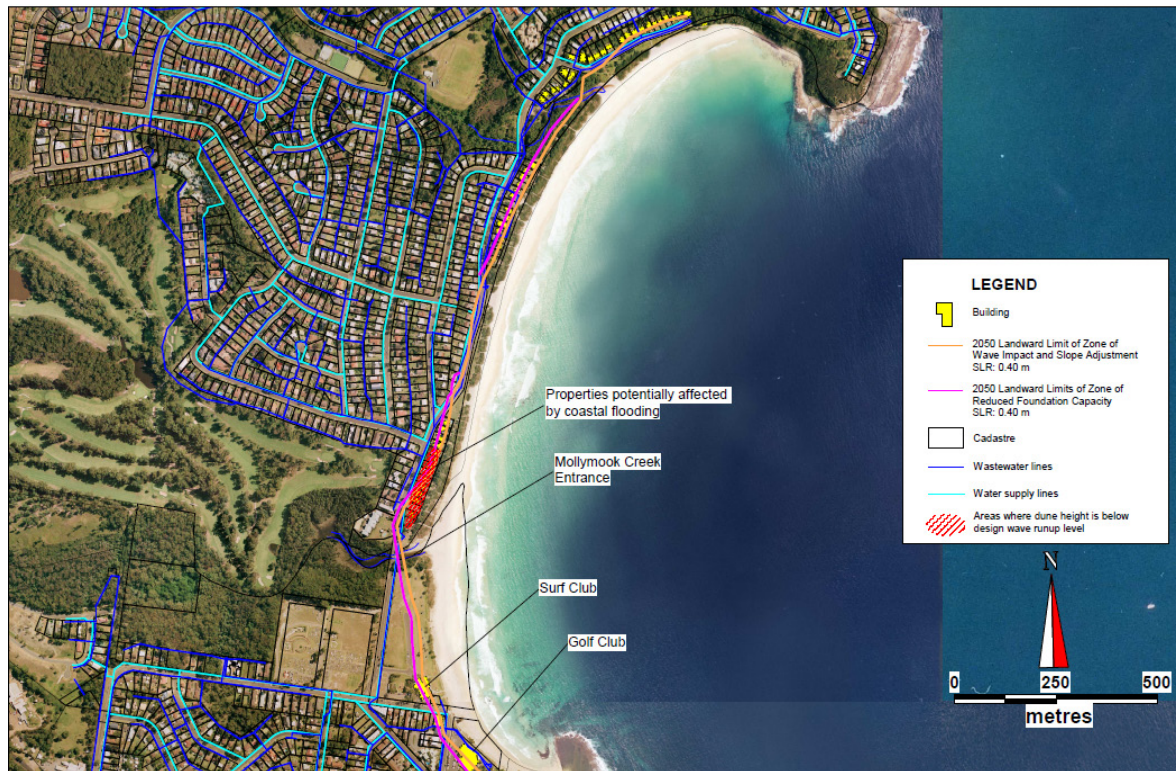 LEGEND
Building
2050 Landward Limit of Zone of
Wave Impact and Slope Adjustment
SLR: 0.40 m
2050 Landward Limits of Zone of
Reduced Foundation Capacity
SLR: 0.40 m
Cadastre
Wastewater lines
Water supply lines
Areas where dune height is below
design wave runup level
Properties potentially affected
by coastal flooding
Mollymook Creek
Entrance
Surf Club
Golf Club
N
0 250 500
metres